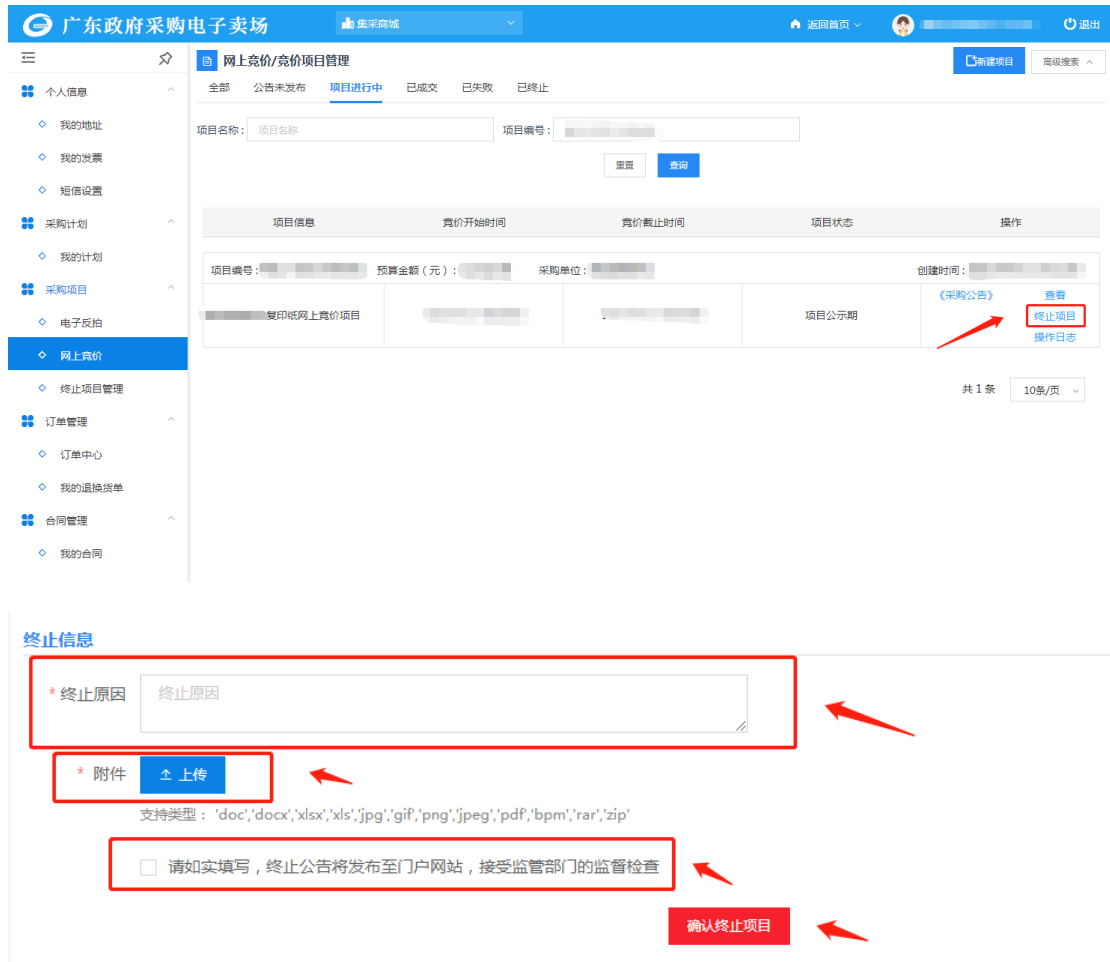 广东政府采购电子卖场
集采商城
返回首页
退出
网上竞价/竞价项目管理
新建项目
高级搜索
全部 公告未发布 项目进行中 已成交 已失败 已终止
个人信息
我的地址
我的发票
短信设置
采购计划
我的计划
采购项目
电子反拍
网上竞价
终止项目管理
订单管理
订单中心
我的退换货单
合同管理
我的合同
项目名称: 项目名称 项目编号:
重置 查询
项目信息 竞价开始时间 竞价截止时间 项目状态 操作
项目编号: 预算金额(元): 采购单位: 创建时间:
复印纸网上竞价项目 项目公示期
《采购公告》 查看
终止项目
操作日志
共 1 条 10条/页
终止信息
* 终止原因 终止原因
* 附件 上传
支持类型: 'doc','docx','xlsx','xls','jpg','gif','png','jpeg','pdf','bpm','rar','zip'
请如实填写,终止公告将发布至门户网站,接受监管部门的监督检查
确认终止项目